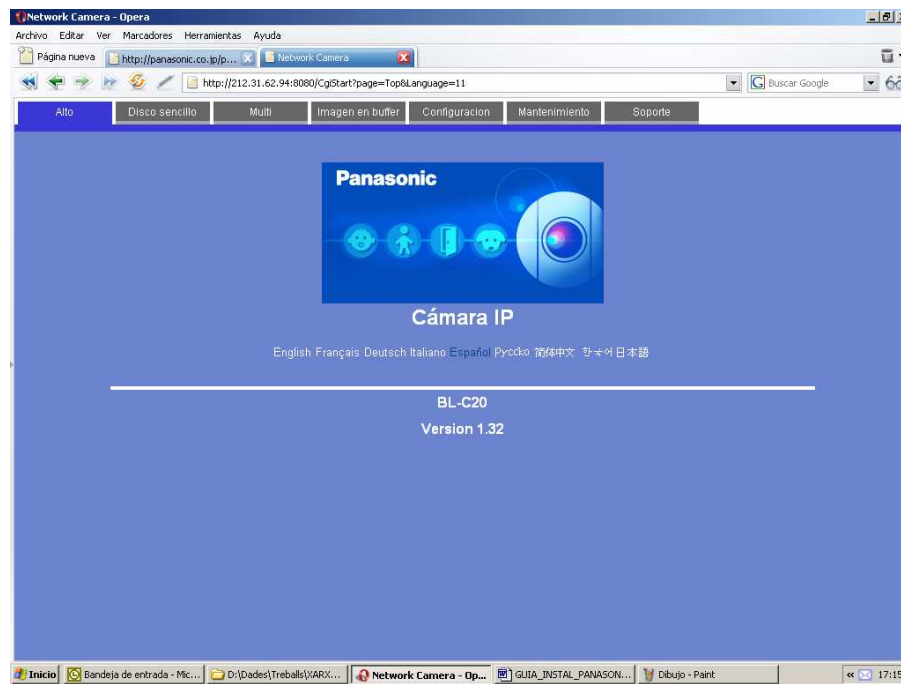 Network Camera - Opera
Archivo Editar Ver Marcadores Herramientas Ayuda
Página nueva http://panasonic.co.jp/p... Network Camera
http://212.31.62.94:8080/CgiStart?page=Top&Language=11 Buscar Google
Alto Disco sencillo Multi Imagen en buffer Configuracion Mantenimiento Soporte
Panasonic
Cámara IP
English Français Deutsch Italiano Español Русско 简体中文 한국어 日本語
BL-C20
Version 1.32
Inicio Bandeja de entrada - Mic... D:\Dades\Treballs\XARX... Network Camera - Op... GUIA_INSTAL_PANASON... Dibujo - Paint « 17:15